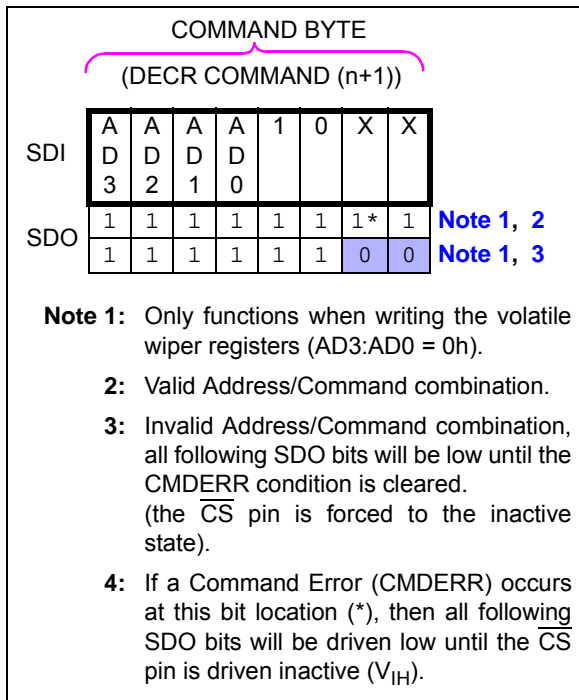 COMMAND BYTE
(DECR COMMAND (n+1))
SDI
A A A A 1 0 X X
D D D D
3 2 1 0
SDO
1 1 1 1 1 1 1* 1 Note 1, 2
1 1 1 1 1 1 0 0 Note 1, 3
Note 1: Only functions when writing the volatile
wiper registers (AD3:AD0 = 0h).
2: Valid Address/Command combination.
3: Invalid Address/Command combination,
all following SDO bits will be low until the
CMDERR condition is cleared.
(the C̅S̅ pin is forced to the inactive
state).
4: If a Command Error (CMDERR) occurs
at this bit location (*), then all following
SDO bits will be driven low until the C̅S̅
pin is driven inactive (VIH).